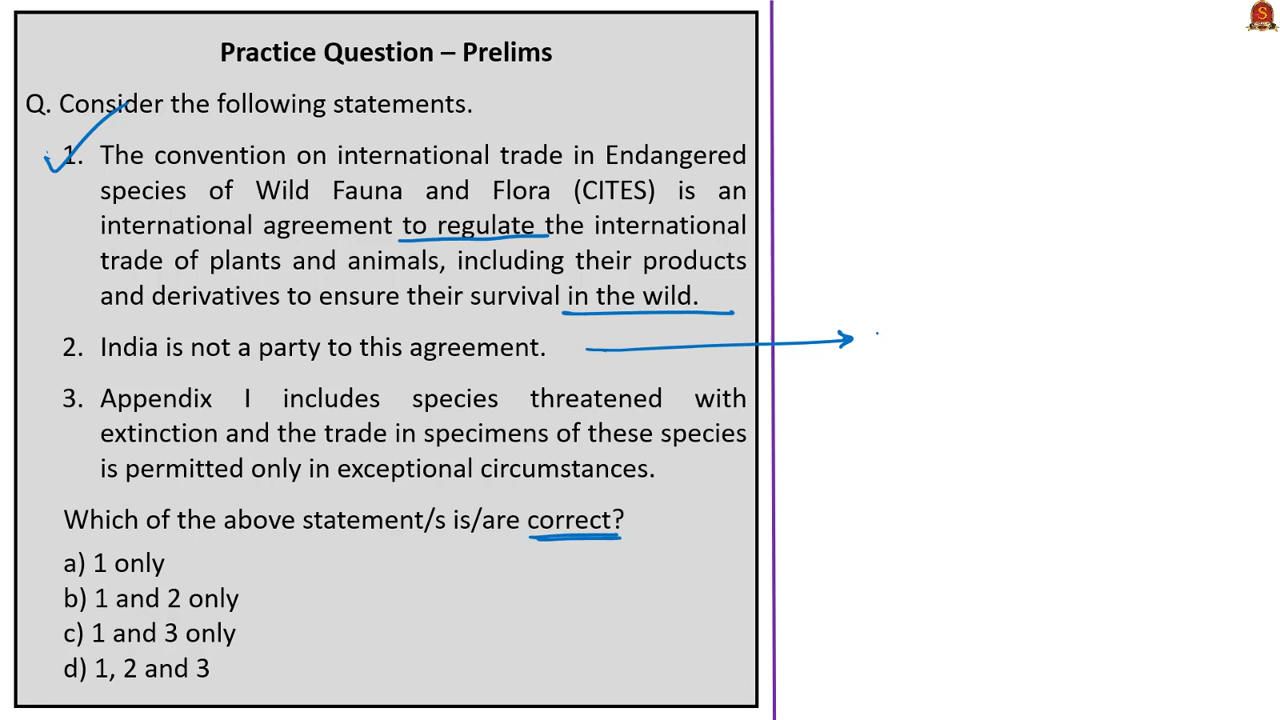 Practice Question – Prelims
Q. Consider the following statements.
1. The convention on international trade in Endangered
species of Wild Fauna and Flora (CITES) is an
international agreement to regulate the international
trade of plants and animals, including their products
and derivatives to ensure their survival in the wild.
2. India is not a party to this agreement.
3. Appendix I includes species threatened with
extinction and the trade in specimens of these species
is permitted only in exceptional circumstances.
Which of the above statement/s is/are correct?
a) 1 only
b) 1 and 2 only
c) 1 and 3 only
d) 1, 2 and 3
S